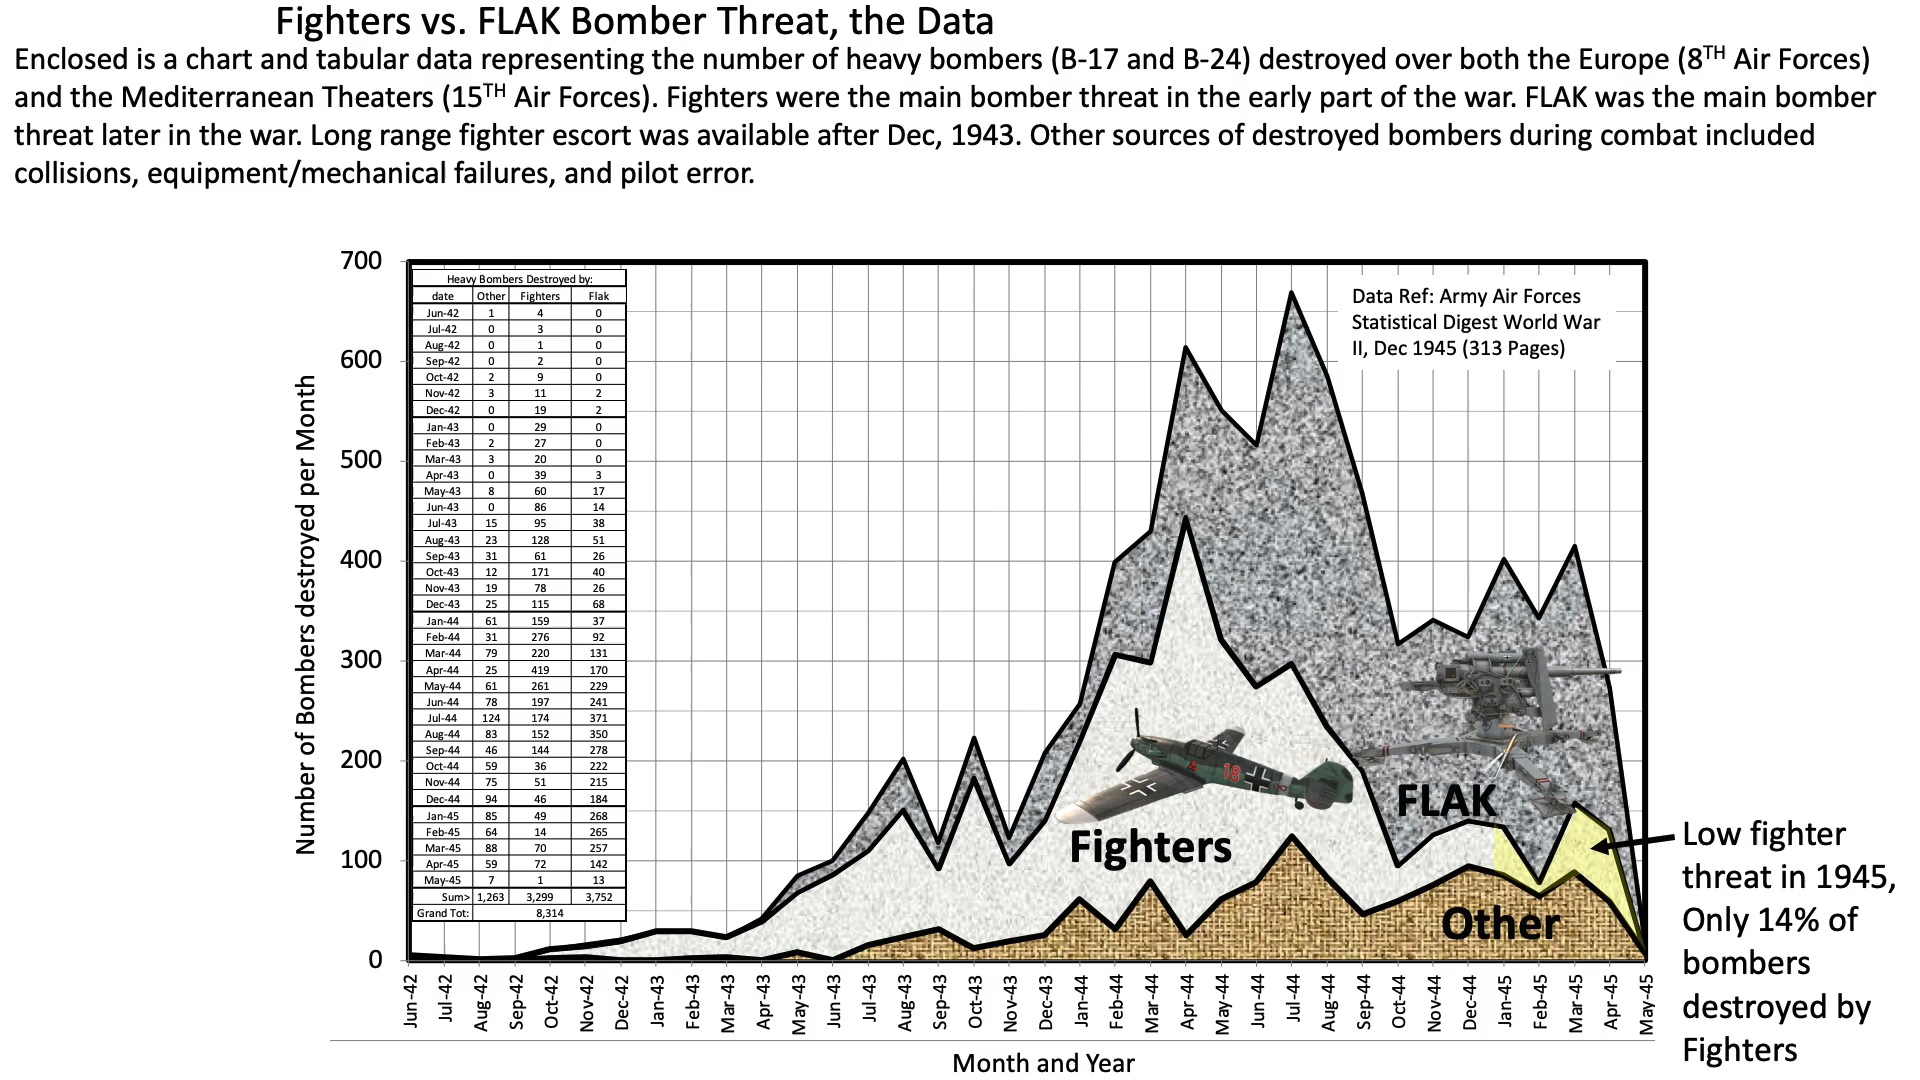 Fighters vs. FLAK Bomber Threat, the Data
Enclosed is a chart and tabular data representing the number of heavy bombers (B-17 and B-24) destroyed over both the Europe (8TH Air Forces)
and the Mediterranean Theaters (15TH Air Forces). Fighters were the main bomber threat in the early part of the war. FLAK was the main bomber
threat later in the war. Long range fighter escort was available after Dec, 1943. Other sources of destroyed bombers during combat included
collisions, equipment/mechanical failures, and pilot error.
Number of Bombers destroyed per Month
700
600
500
400
300
200
100
0
Heavy Bombers Destroyed by:
date Other Fighters Flak
Jun-42 1 4 0
Jul-42 0 3 0
Aug-42 0 1 0
Sep-42 0 2 0
Oct-42 2 9 0
Nov-42 3 11 2
Dec-42 0 19 2
Jan-43 0 29 0
Feb-43 2 27 0
Mar-43 3 20 0
Apr-43 0 39 3
May-43 8 60 17
Jun-43 0 86 14
Jul-43 15 95 38
Aug-43 23 128 51
Sep-43 31 61 26
Oct-43 12 171 40
Nov-43 19 78 26
Dec-43 25 115 68
Jan-44 61 159 37
Feb-44 31 276 92
Mar-44 79 220 131
Apr-44 25 419 170
May-44 61 261 229
Jun-44 78 197 241
Jul-44 124 174 371
Aug-44 83 152 350
Sep-44 46 144 278
Oct-44 59 36 222
Nov-44 75 51 215
Dec-44 94 46 184
Jan-45 85 49 268
Feb-45 64 14 265
Mar-45 88 70 257
Apr-45 59 72 142
May-45 7 1 13
Sum> 1,263 3,299 3,752
Grand Tot: 8,314
Data Ref: Army Air Forces
Statistical Digest World War
II, Dec 1945 (313 Pages)
18
FLAK
Fighters
Other
Low fighter
threat in 1945,
Only 14% of
bombers
destroyed by
Fighters
Jun-42
Jul-42
Aug-42
Sep-42
Oct-42
Nov-42
Dec-42
Jan-43
Feb-43
Mar-43
Apr-43
May-43
Jun-43
Jul-43
Aug-43
Sep-43
Oct-43
Nov-43
Dec-43
Jan-44
Feb-44
Mar-44
Apr-44
May-44
Jun-44
Jul-44
Aug-44
Sep-44
Oct-44
Nov-44
Dec-44
Jan-45
Feb-45
Mar-45
Apr-45
May-45
Month and Year